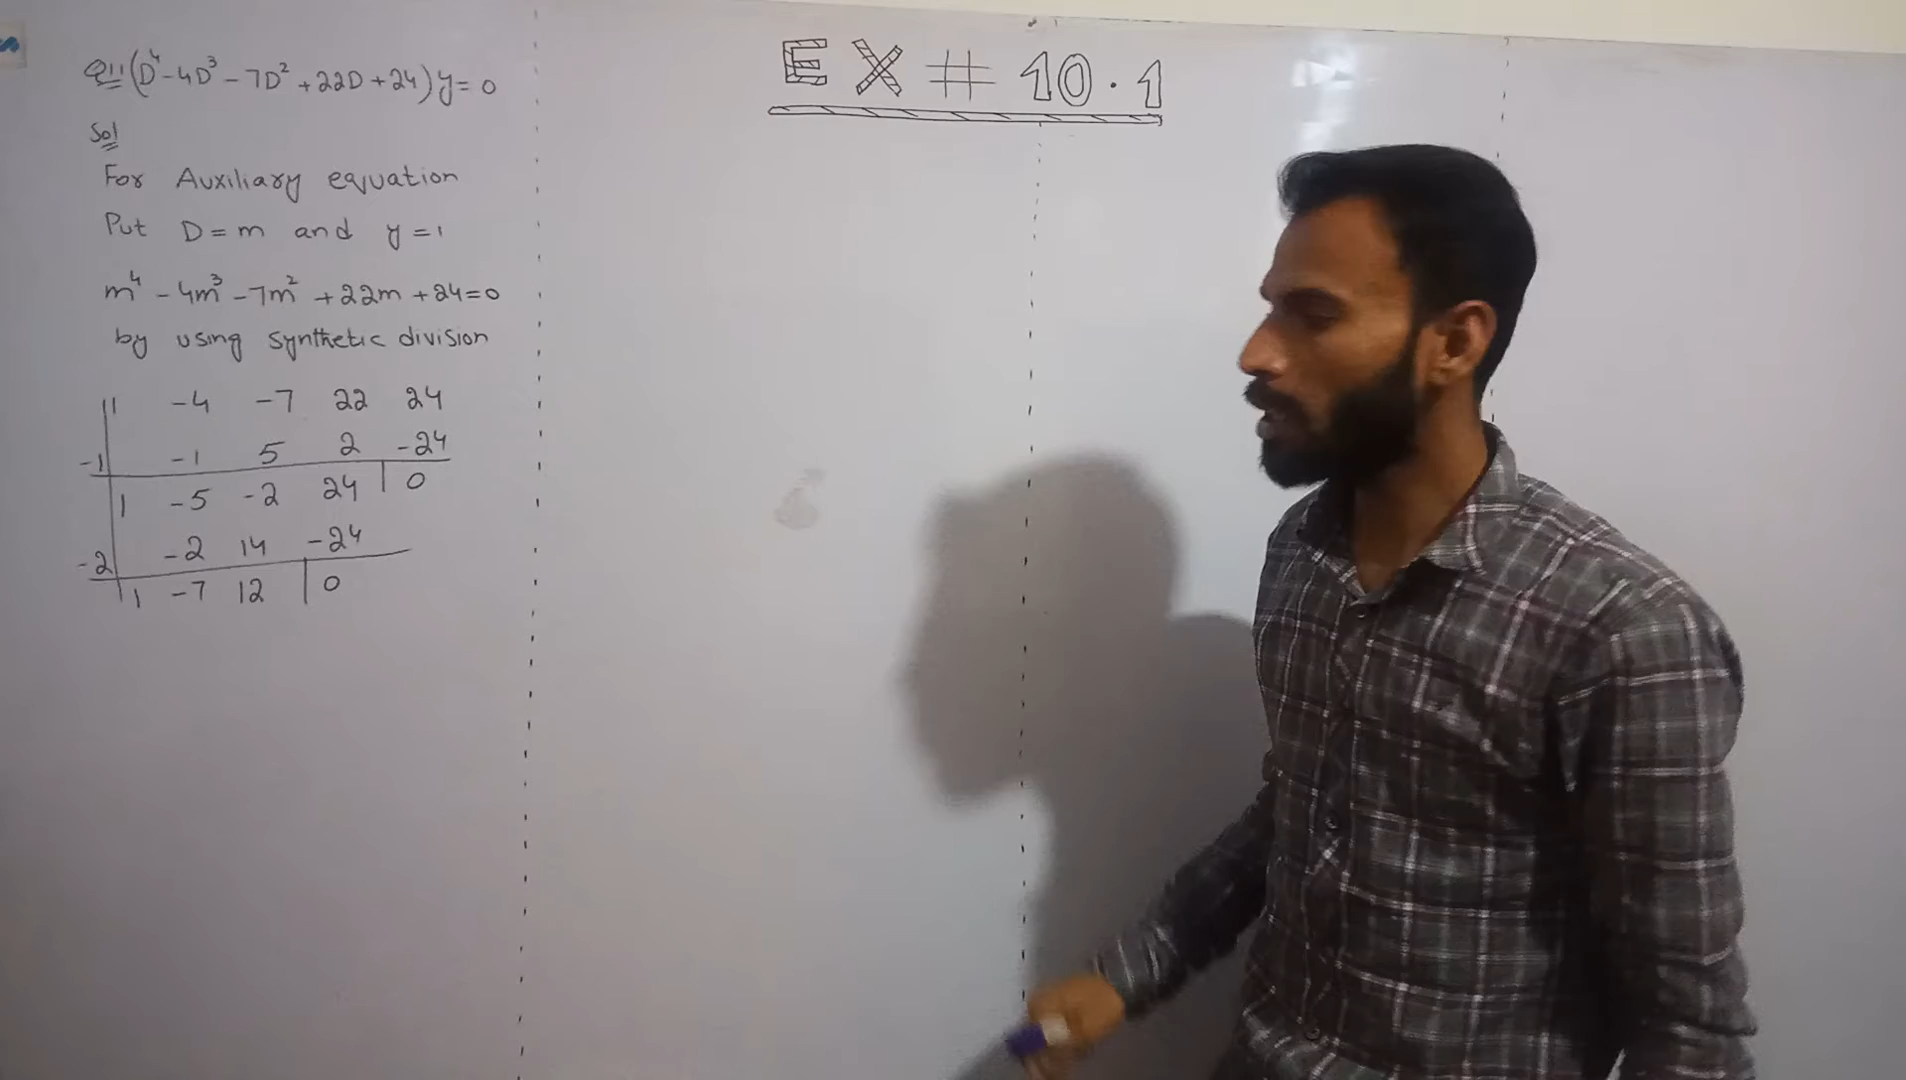 Q11 (D⁴ - 4D³ - 7D² + 22D + 24) y = 0
Sol
For Auxiliary equation
Put D = m and y = 1
m⁴ - 4m³ - 7m² + 22m + 24 = 0
by using synthetic division
1 -4 -7 22 24
-1 -1 5 2 -24
1 -5 -2 24 0
-2 -2 14 -24
1 -7 12 0
EX # 10.1